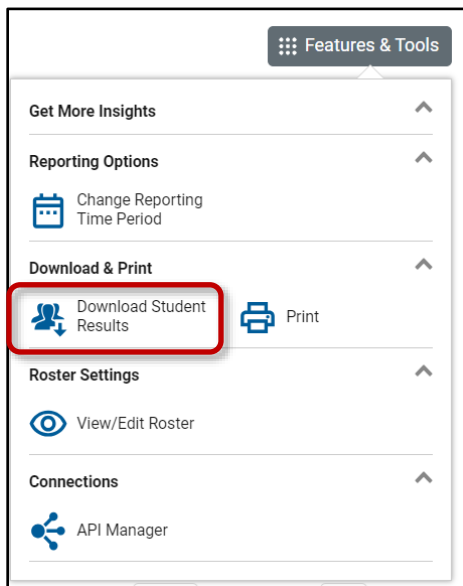 Features & Tools
Get More Insights
Reporting Options
Change Reporting
Time Period
Download & Print
Download Student
Results
Print
Roster Settings
View/Edit Roster
Connections
API Manager